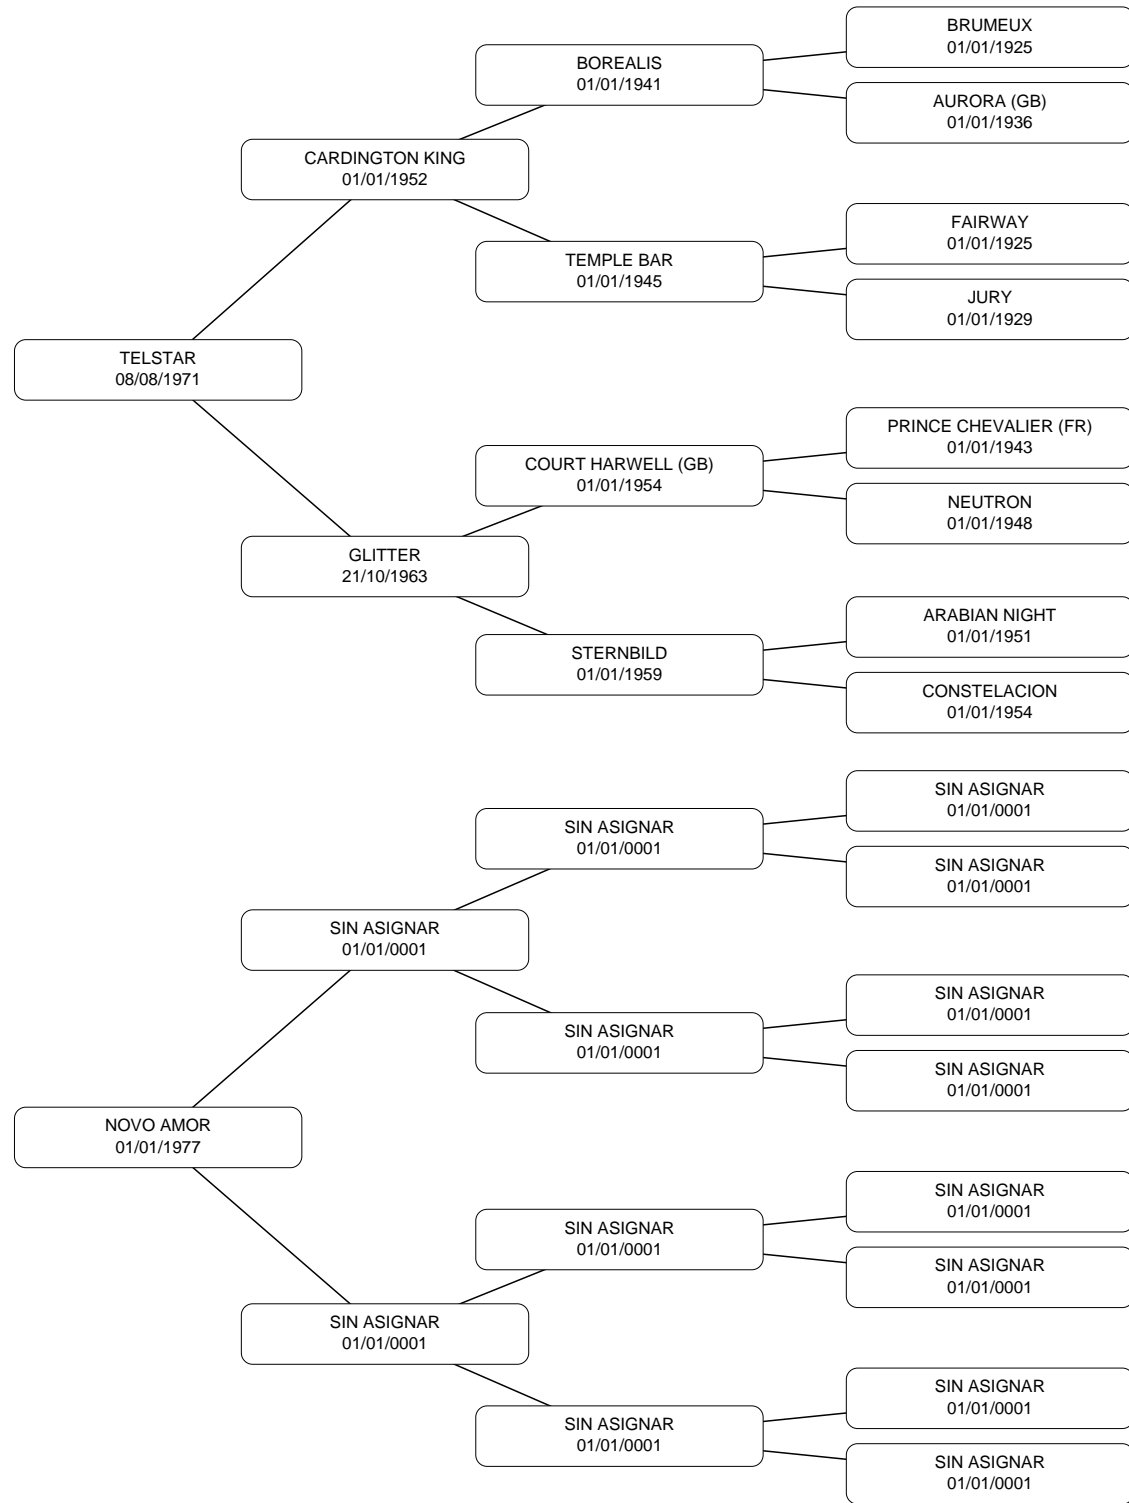 BRUMEUX
01/01/1925
BOREALIS
01/01/1941
AURORA (GB)
01/01/1936
CARDINGTON KING
01/01/1952
FAIRWAY
01/01/1925
TEMPLE BAR
01/01/1945
JURY
01/01/1929
TELSTAR
08/08/1971
PRINCE CHEVALIER (FR)
01/01/1943
COURT HARWELL (GB)
01/01/1954
NEUTRON
01/01/1948
GLITTER
21/10/1963
ARABIAN NIGHT
01/01/1951
STERNBILD
01/01/1959
CONSTELACION
01/01/1954
SIN ASIGNAR
01/01/0001
SIN ASIGNAR
01/01/0001
SIN ASIGNAR
01/01/0001
SIN ASIGNAR
01/01/0001
SIN ASIGNAR
01/01/0001
SIN ASIGNAR
01/01/0001
SIN ASIGNAR
01/01/0001
NOVO AMOR
01/01/1977
SIN ASIGNAR
01/01/0001
SIN ASIGNAR
01/01/0001
SIN ASIGNAR
01/01/0001
SIN ASIGNAR
01/01/0001
SIN ASIGNAR
01/01/0001
SIN ASIGNAR
01/01/0001
SIN ASIGNAR
01/01/0001